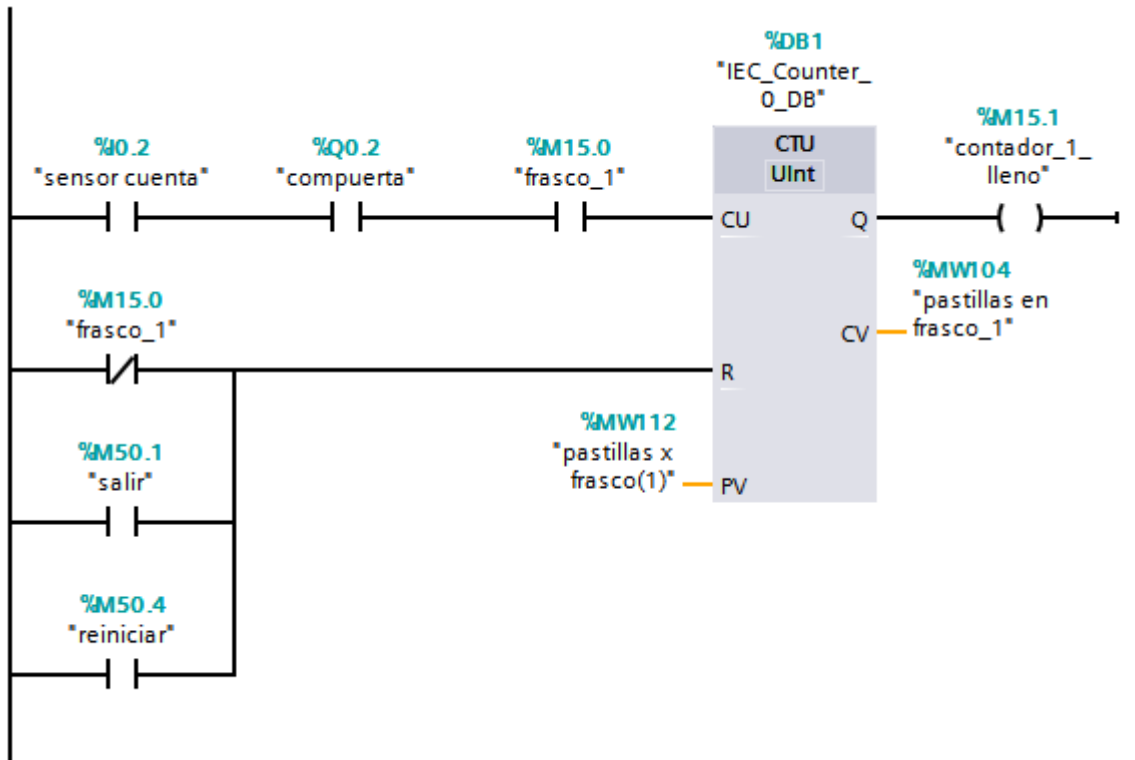 %DB1
"IEC_Counter_
0_DB"
%I0.2
"sensor cuenta"
%Q0.2
"compuerta"
%M15.0
"frasco_1"
CTU
UInt
%M15.1
"contador_1_
lleno"
CU
Q
%MW104
"pastillas en
frasco_1"
CV
%M15.0
"frasco_1"
R
%MW112
"pastillas x
frasco(1)"
PV
%M50.1
"salir"
%M50.4
"reiniciar"